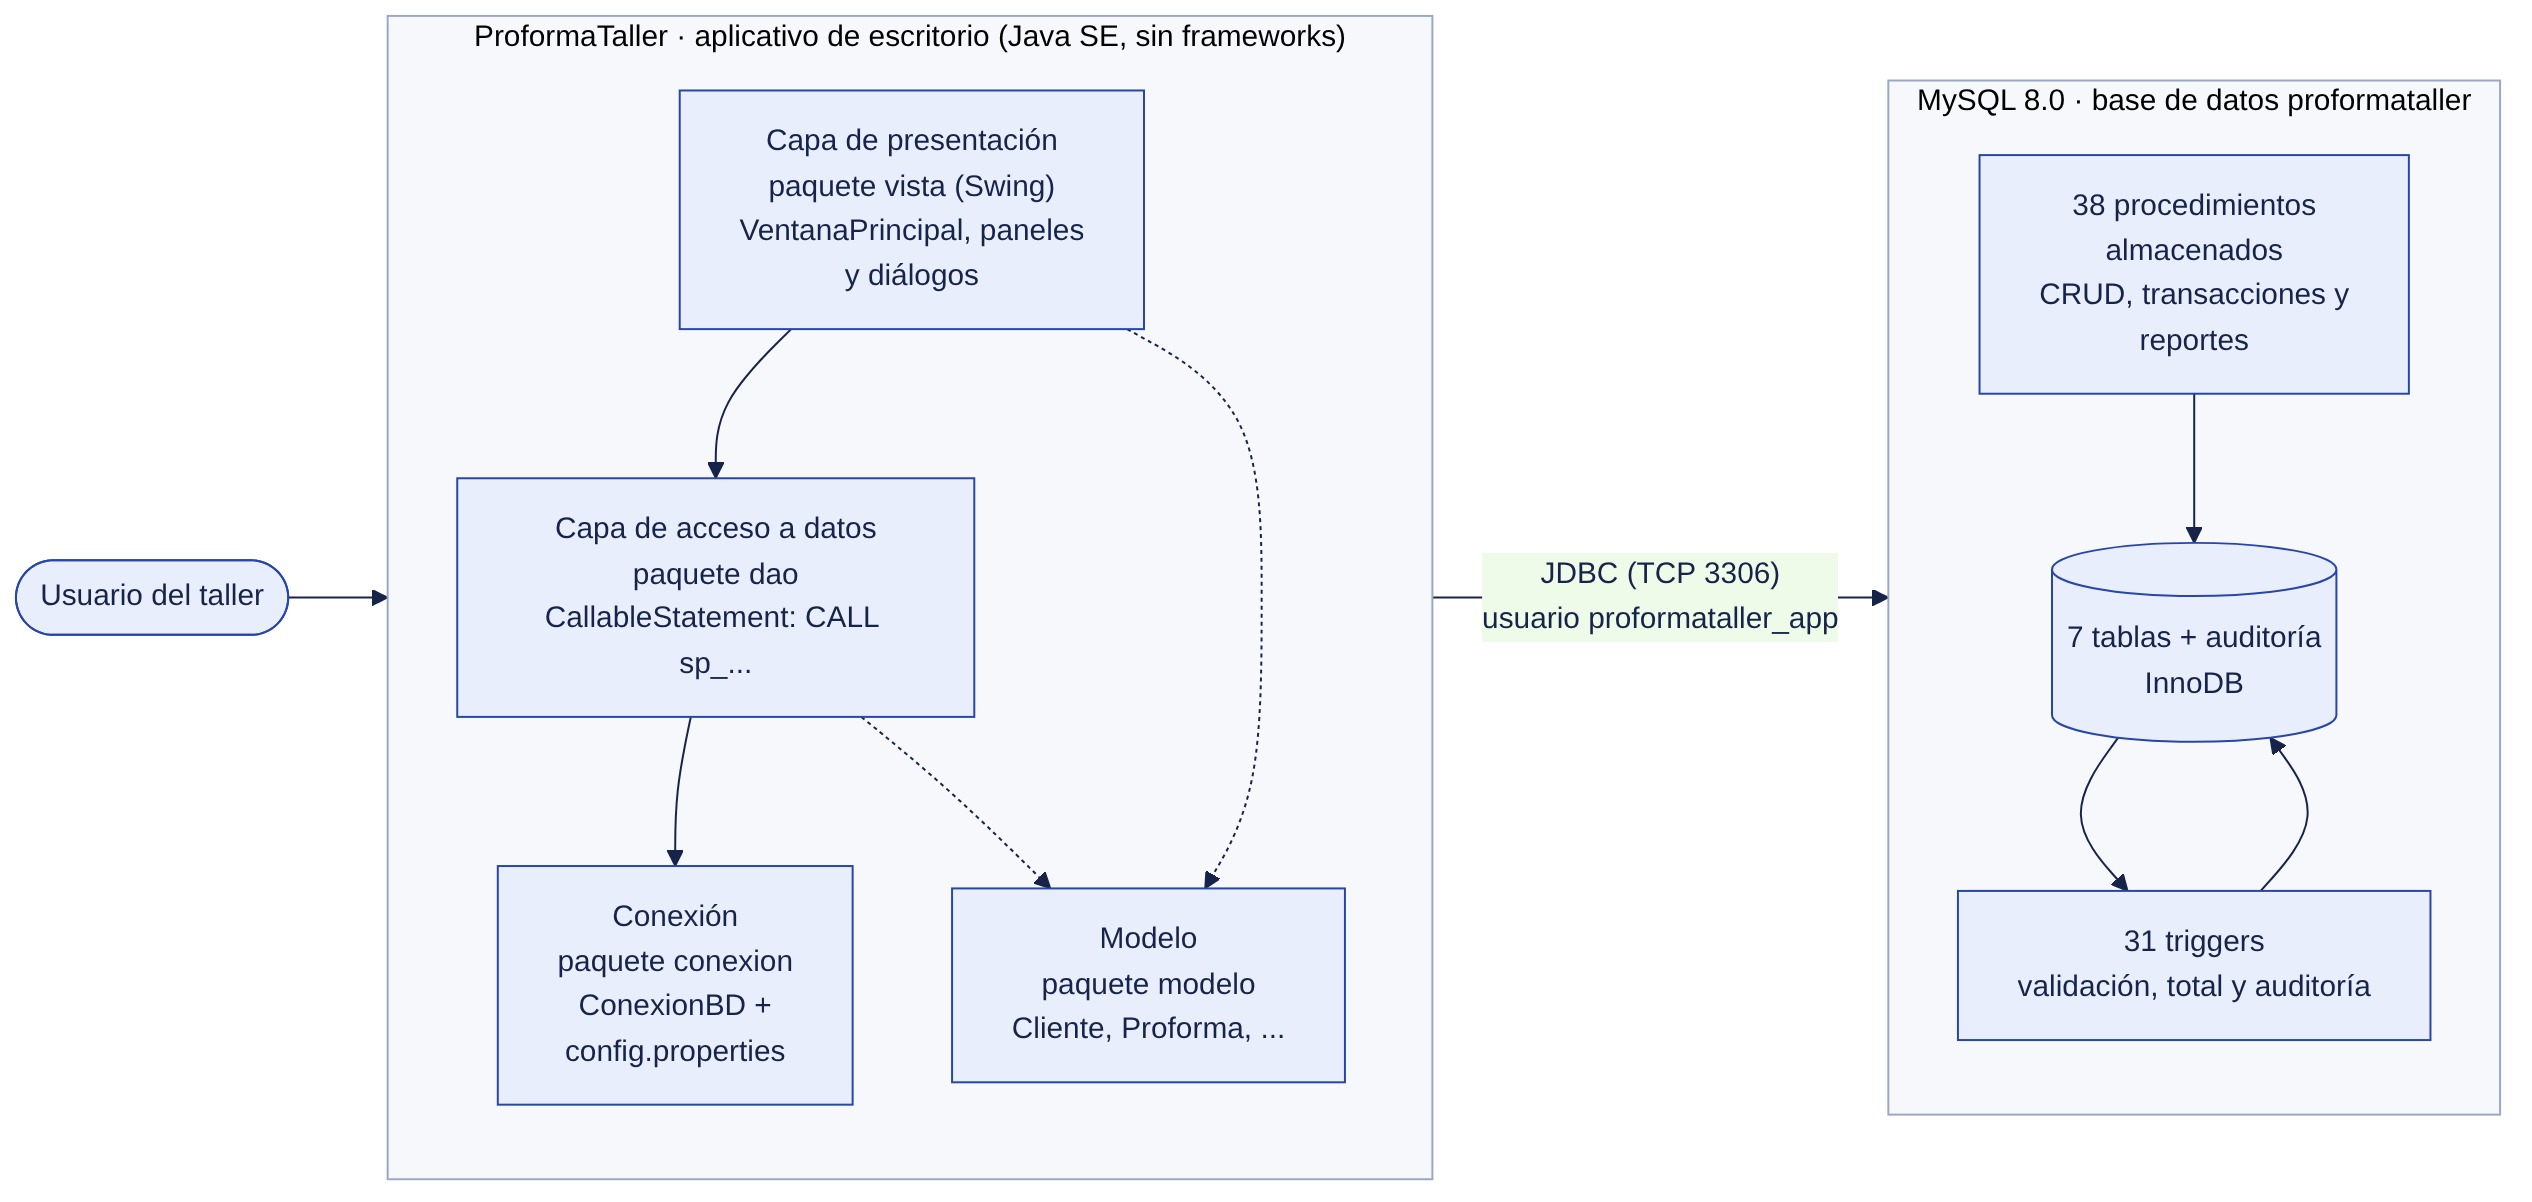 ProformaTaller · aplicativo de escritorio (Java SE, sin frameworks)
Capa de presentación
paquete vista (Swing)
VentanaPrincipal, paneles
y diálogos
Capa de acceso a datos
paquete dao
CallableStatement: CALL
sp_...
Conexión
paquete conexion
ConexionBD +
config.properties
Modelo
paquete modelo
Cliente, Proforma, ...
Usuario del taller
JDBC (TCP 3306)
usuario proformataller_app
MySQL 8.0 · base de datos proformataller
38 procedimientos
almacenados
CRUD, transacciones y
reportes
7 tablas + auditoría
InnoDB
31 triggers
validación, total y auditoría